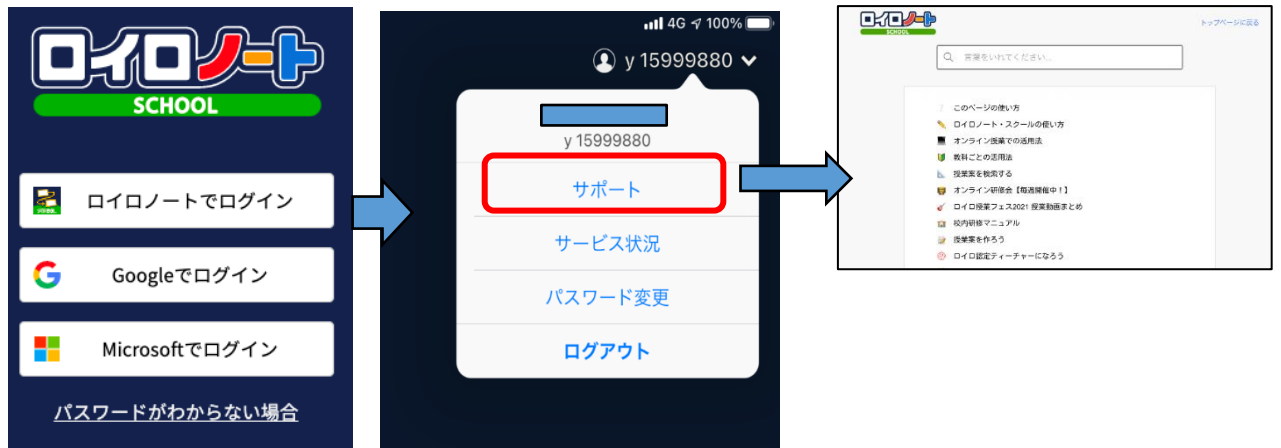 ロイロノート
SCHOOL
ロイロノートでログイン
Googleでログイン
Microsoftでログイン
パスワードがわからない場合
4G 100%
y 15999880
y 15999880
サポート
サービス状況
パスワード変更
ログアウト
ロイロノート
SCHOOL
トップページに戻る
言葉をいれてください...
このページの使い方
ロイロノート・スクールの使い方
オンライン授業での活用法
教科ごとの活用法
授業案を検索する
オンライン研修会【毎週開催中！】
ロイロ授業フェス2021 授業動画まとめ
校内研修マニュアル
授業案を作ろう
ロイロ認定ティーチャーになろう